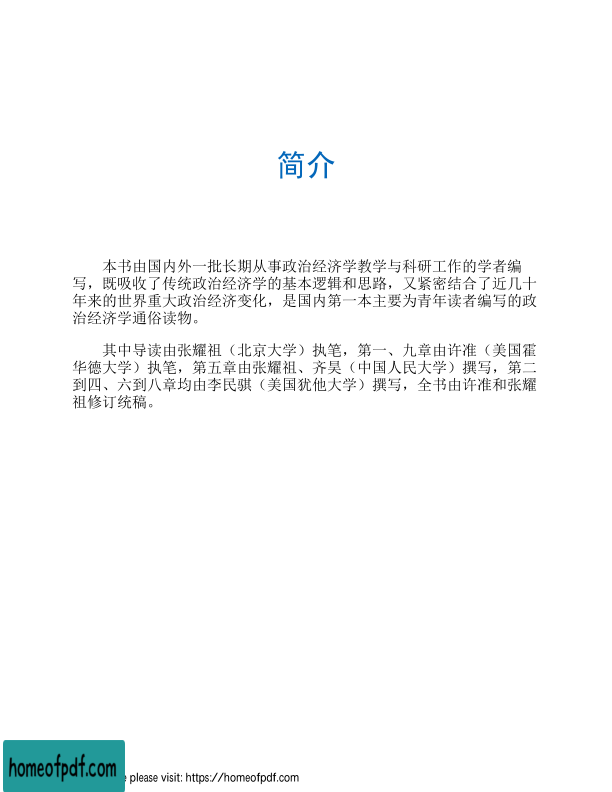 简介
本书由国内外一批长期从事政治经济学教学与科研工作的学者编
写，既吸收了传统政治经济学的基本逻辑和思路，又紧密结合了近几十
年来的世界重大政治经济变化，是国内第一本主要为青年读者编写的政
治经济学通俗读物。
其中导读由张耀祖（北京大学）执笔，第一、九章由许准（美国霍
华德大学）执笔，第五章由张耀祖、齐昊（中国人民大学）撰写，第二
到四、六到八章均由李民骐（美国犹他大学）撰写，全书由许准和张耀
祖修订统稿。
homeofpdf.com
e please visit: https://homeofpdf.com